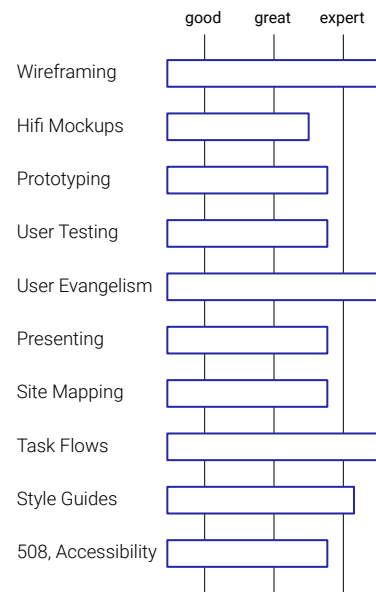 good great expert
Wireframing
Hifi Mockups
Prototyping
User Testing
User Evangelism
Presenting
Site Mapping
Task Flows
Style Guides
508, Accessibility